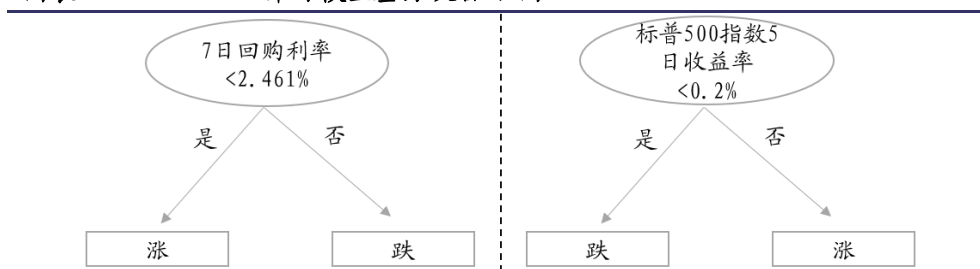 7日回购利率
<2.461%
是
否
涨
跌
标普500指数5
日收益率
<0.2%
是
否
跌
涨